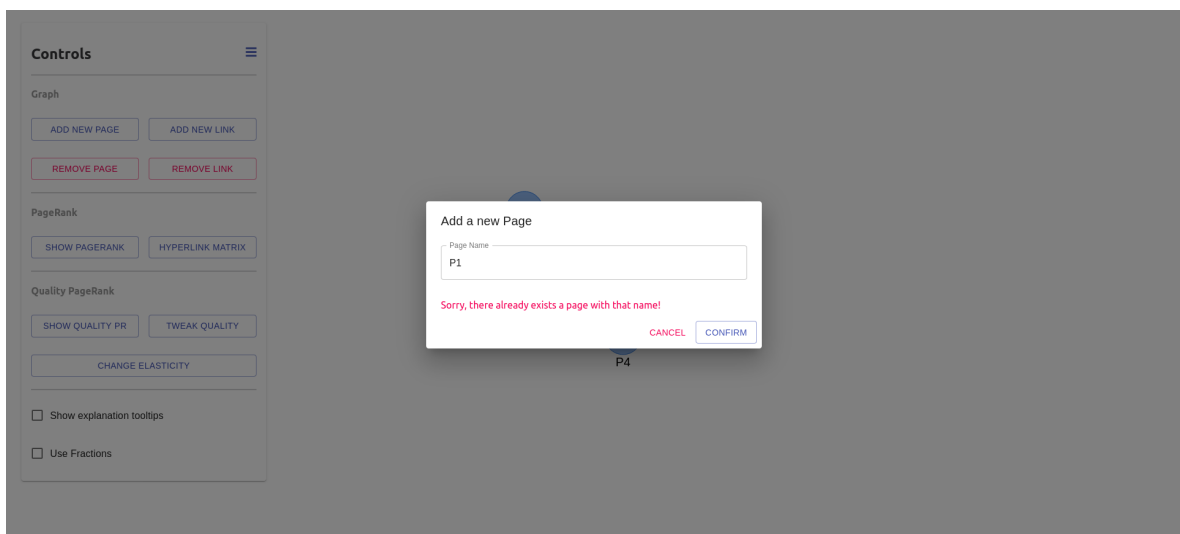 Controls
Graph
ADD NEW PAGE ADD NEW LINK
REMOVE PAGE REMOVE LINK
PageRank
SHOW PAGERANK HYPERLINK MATRIX
Quality PageRank
SHOW QUALITY PR TWEAK QUALITY
CHANGE ELASTICITY
Show explanation tooltips
Use Fractions
Add a new Page
Page Name
P1
Sorry, there already exists a page with that name!
CANCEL CONFIRM
P4